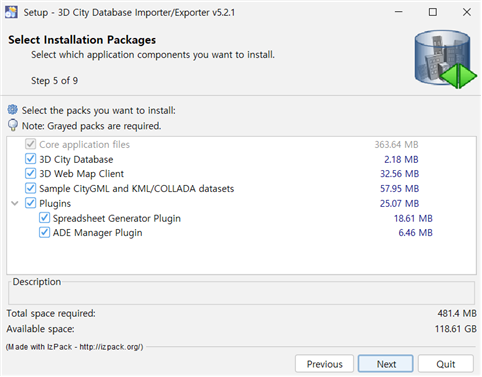 Setup - 3D City Database Importer/Exporter v5.2.1
Select Installation Packages
Select which application components you want to install.
Step 5 of 9
Select the packs you want to install:
Note: Grayed packs are required.
Core application files 363.64 MB
3D City Database 2.18 MB
3D Web Map Client 32.56 MB
Sample CityGML and KML/COLLADA datasets 57.95 MB
Plugins 25.07 MB
Spreadsheet Generator Plugin 18.61 MB
ADE Manager Plugin 6.46 MB
Description
Total space required: 481.4 MB
Available space: 118.61 GB
(Made with IzPack - http://izpack.org/)
Previous Next Quit